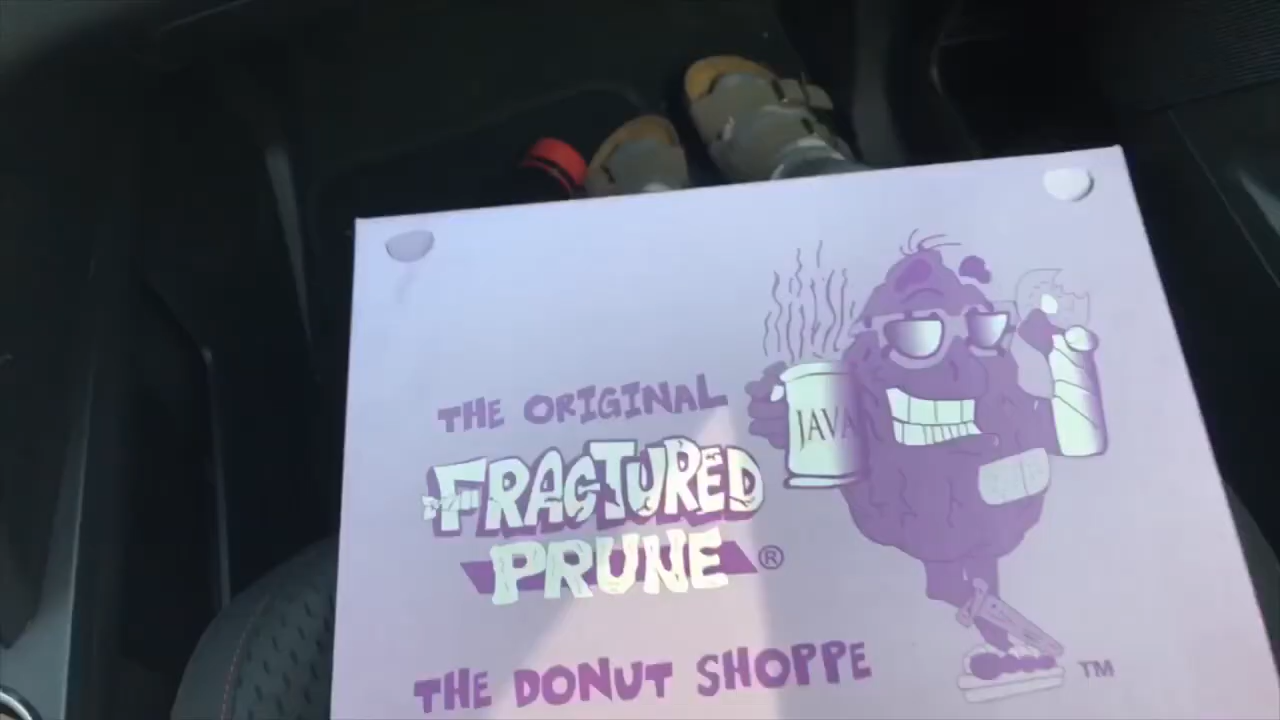 THE ORIGINAL
FRACTURED
PRUNE®
THE DONUT SHOPPE
JAVA
TM